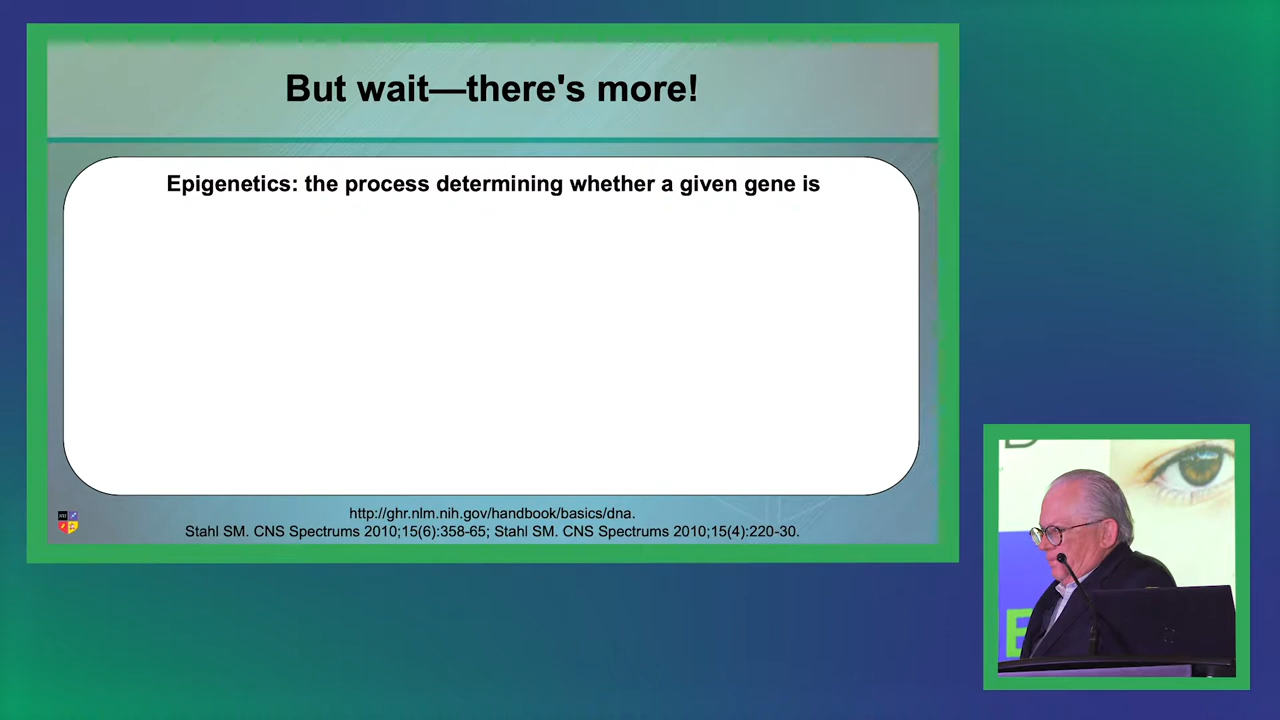 But wait—there's more!
Epigenetics: the process determining whether a given gene is
http://ghr.nlm.nih.gov/handbook/basics/dna.
Stahl SM. CNS Spectrums 2010;15(6):358-65; Stahl SM. CNS Spectrums 2010;15(4):220-30.